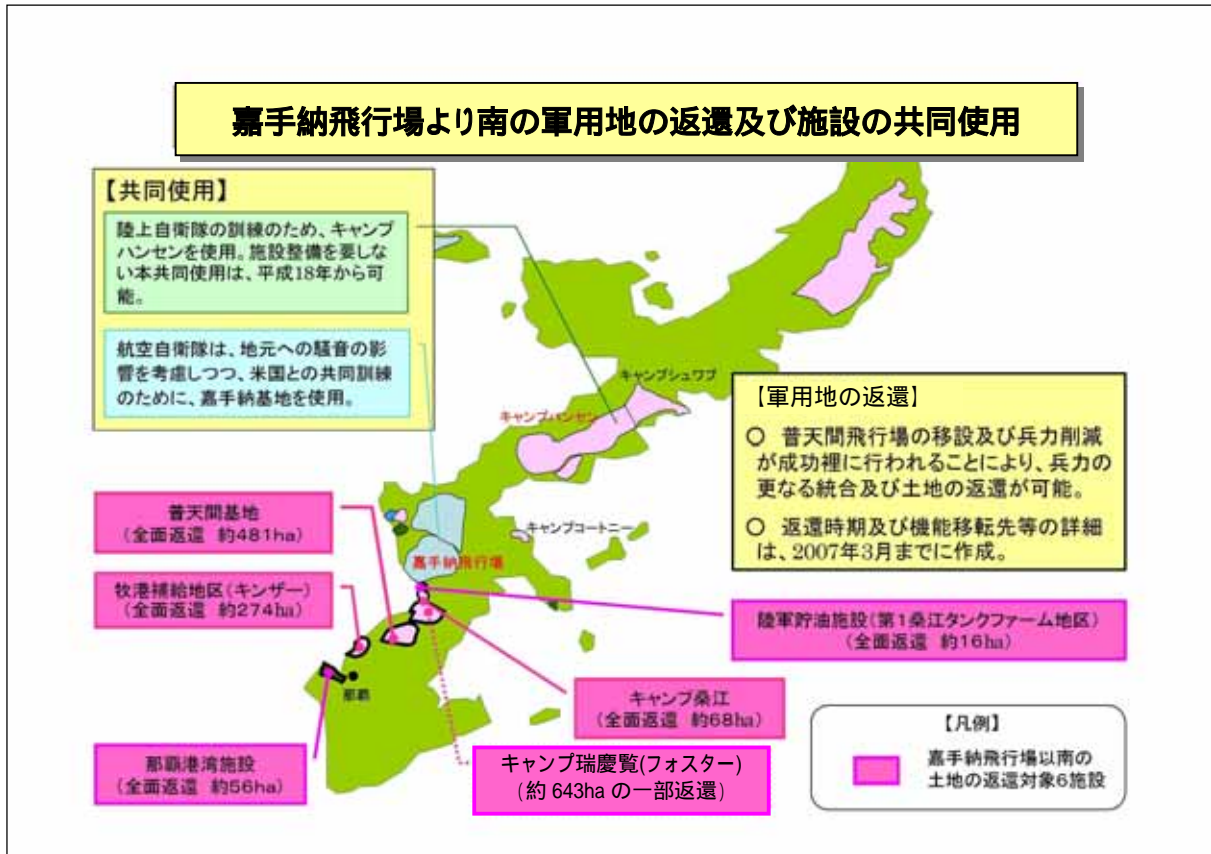 嘉手納飛行場より南の軍用地の返還及び施設の共同使用
【共同使用】
陸上自衛隊の訓練のため、キャンプ
ハンセンを使用。施設整備を要しな
い本共同使用は、平成18年から可
能。
航空自衛隊は、地元への騒音の影
響を考慮しつつ、米国との共同訓練
のために、嘉手納基地を使用。
キャンプシュワブ
キャンプハンセン
【軍用地の返還】
○ 普天間飛行場の移設及び兵力削減
が成功裡に行われることにより、兵力の
更なる統合及び土地の返還が可能。
○ 返還時期及び機能移転先等の詳細
は、2007年3月までに作成。
キャンプコートニー
嘉手納飛行場
普天間基地
(全面返還 約481ha)
牧港補給地区(キンザー)
(全面返還 約274ha)
陸軍貯油施設(第1桑江タンクファーム地区)
(全面返還 約16ha)
那覇
キャンプ桑江
(全面返還 約68ha)
那覇港湾施設
(全面返還 約56ha)
キャンプ瑞慶覧(フォスター)
(約 643ha の一部返還)
【凡例】
嘉手納飛行場以南の
土地の返還対象6施設